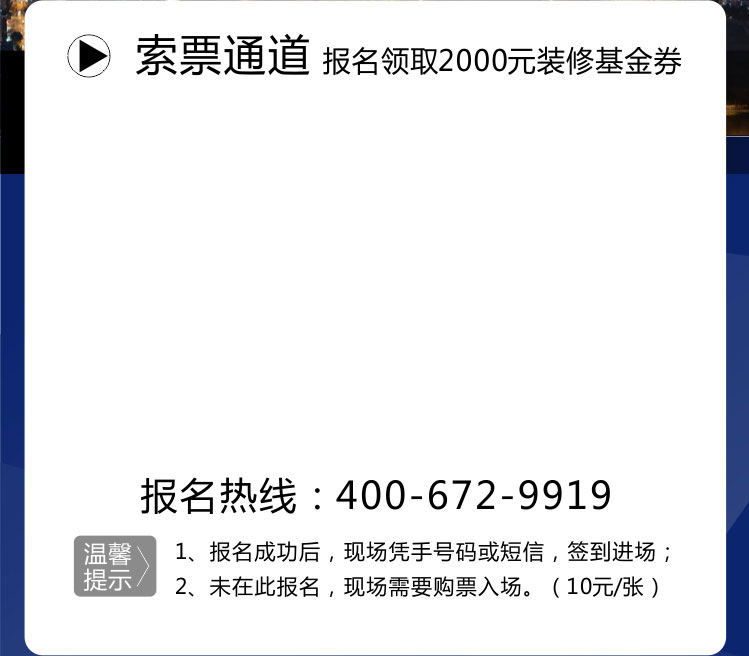 索票通道 报名领取2000元装修基金券
报名热线：400-672-9919
温馨
提示
1、报名成功后，现场凭手号码或短信，签到进场；
2、未在此报名，现场需要购票入场。（10元/张）